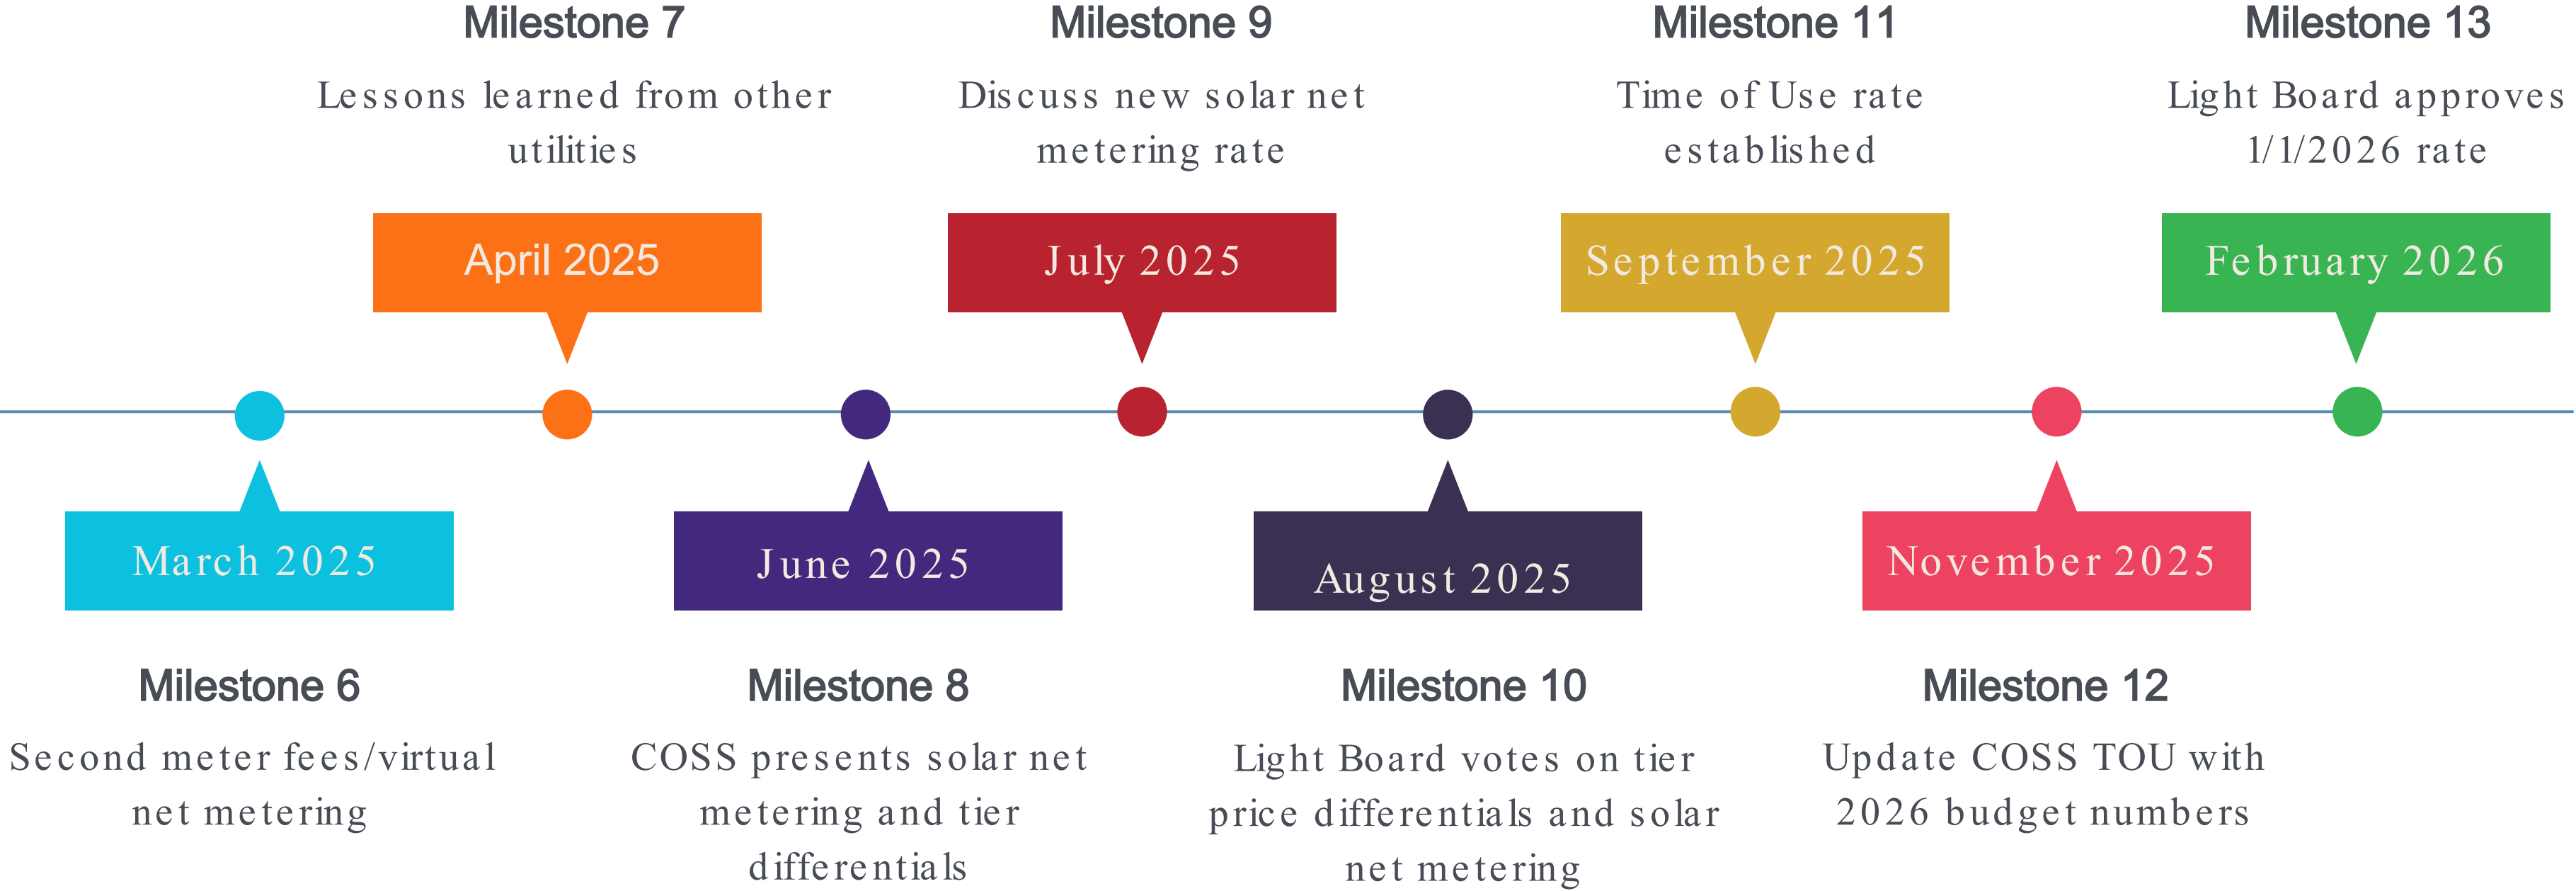 Milestone 7
Lessons learned from other
utilities
April 2025
Milestone 9
Discuss new solar net
metering rate
July 2025
Milestone 11
Time of Use rate
established
September 2025
Milestone 13
Light Board approves
1/1/2026 rate
February 2026
March 2025
Milestone 6
Second meter fees/virtual
net metering
June 2025
Milestone 8
COSS presents solar net
metering and tier
differentials
August 2025
Milestone 10
Light Board votes on tier
price differentials and solar
net metering
November 2025
Milestone 12
Update COSS TOU with
2026 budget numbers